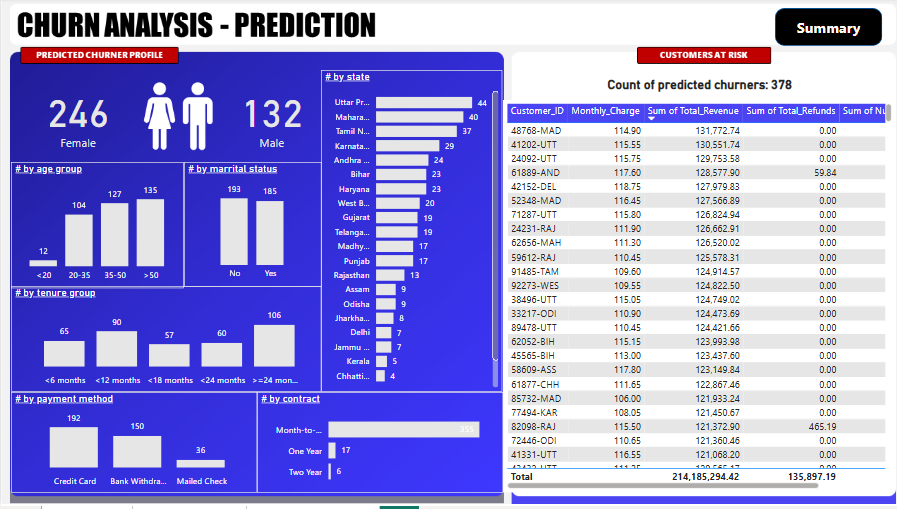 CHURN ANALYSIS - PREDICTION
Summary
PREDICTED CHURNER PROFILE
246
Female
132
Male
# by age group
12
104
127
135
<20
20-35
35-50
>50
# by marrital status
193
185
No
Yes
# by tenure group
65
90
57
60
106
<6 months
<12 months
<18 months
<24 months
>=24 mon...
# by payment method
192
150
36
Credit Card
Bank Withdra...
Mailed Check
# by contract
Month-to-... 355
One Year 17
Two Year 6
# by state
Uttar Pr... 44
Mahara... 40
Tamil N... 37
Karnata... 29
Andhra ... 24
Bihar 23
Haryana 23
West B... 20
Gujarat 19
Telanga... 19
Madhy... 17
Punjab 17
Rajasthan 13
Assam 9
Odisha 9
Jharkha... 8
Delhi 7
Jammu ... 7
Kerala 5
Chhatti... 4
CUSTOMERS AT RISK
Count of predicted churners: 378
Customer_ID Monthly_Charge Sum of Total_Revenue Sum of Total_Refunds Sum of Nu
48768-MAD 114.90 131,772.74 0.00
41202-UTT 115.55 130,551.74 0.00
24092-UTT 115.75 129,753.58 0.00
61889-AND 117.60 128,577.90 59.84
42152-DEL 118.75 127,979.83 0.00
52348-MAD 116.45 127,566.89 0.00
71287-UTT 115.80 126,824.94 0.00
24231-RAJ 111.90 126,662.91 0.00
62656-MAH 111.30 126,520.02 0.00
59612-RAJ 110.45 125,578.31 0.00
91485-TAM 109.60 124,914.57 0.00
92273-WES 109.55 124,822.50 0.00
38496-UTT 115.05 124,749.02 0.00
33217-ODI 110.90 124,473.69 0.00
89478-UTT 110.45 124,421.66 0.00
62052-BIH 115.15 123,993.98 0.00
45565-BIH 113.00 123,437.60 0.00
58609-ASS 117.80 123,149.84 0.00
61877-CHH 111.65 122,867.46 0.00
85732-MAD 106.00 121,933.24 0.00
77494-KAR 108.05 121,450.67 0.00
82098-RAJ 115.50 121,372.90 465.19
72446-ODI 110.65 121,360.46 0.00
41331-UTT 116.55 121,068.20 0.00
Total 214,185,294.42 135,897.19